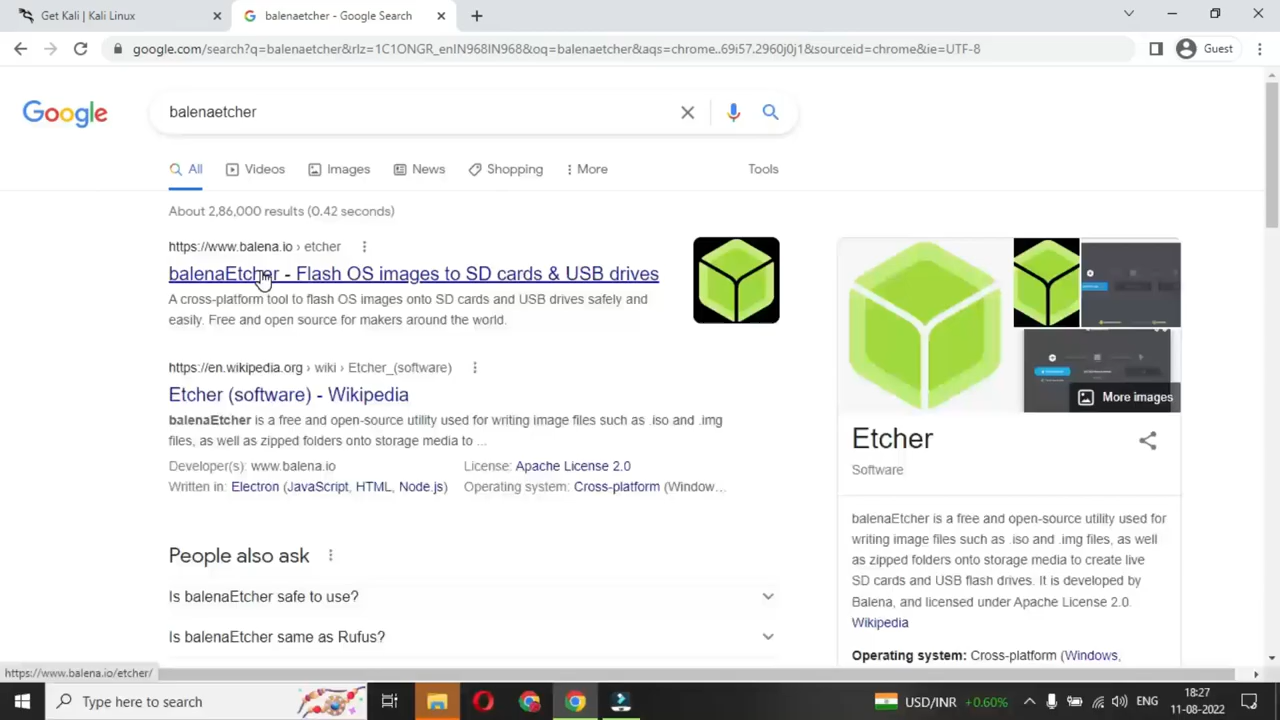 Get Kali | Kali Linux
balenaetcher - Google Search
google.com/search?q=balenaetcher&rlz=1C1ONGR_enIN968IN968&oq=balenaetcher&aqs=chrome..69i57.2960j0j1&sourceid=chrome&ie=UTF-8
Guest
Google
balenaetcher
All
Videos
Images
News
Shopping
More
Tools
About 2,86,000 results (0.42 seconds)
https://www.balena.io › etcher
balenaEtcher - Flash OS images to SD cards & USB drives
A cross-platform tool to flash OS images onto SD cards and USB drives safely and
easily. Free and open source for makers around the world.
https://en.wikipedia.org › wiki › Etcher_(software)
Etcher (software) - Wikipedia
balenaEtcher is a free and open-source utility used for writing image files such as .iso and .img
files, as well as zipped folders onto storage media to ...
Developer(s): www.balena.io
License: Apache License 2.0
Written in: Electron (JavaScript, HTML, Node.js)
Operating system: Cross-platform (Window...
People also ask
Is balenaEtcher safe to use?
Is balenaEtcher same as Rufus?
More images
Etcher
Software
balenaEtcher is a free and open-source utility used for
writing image files such as .iso and .img files, as well
as zipped folders onto storage media to create live
SD cards and USB flash drives. It is developed by
Balena, and licensed under Apache License 2.0.
Wikipedia
Operating system: Cross-platform (Windows,
https://www.balena.io/etcher/
Type here to search
USD/INR +0.60%
ENG
18:27
11-08-2022